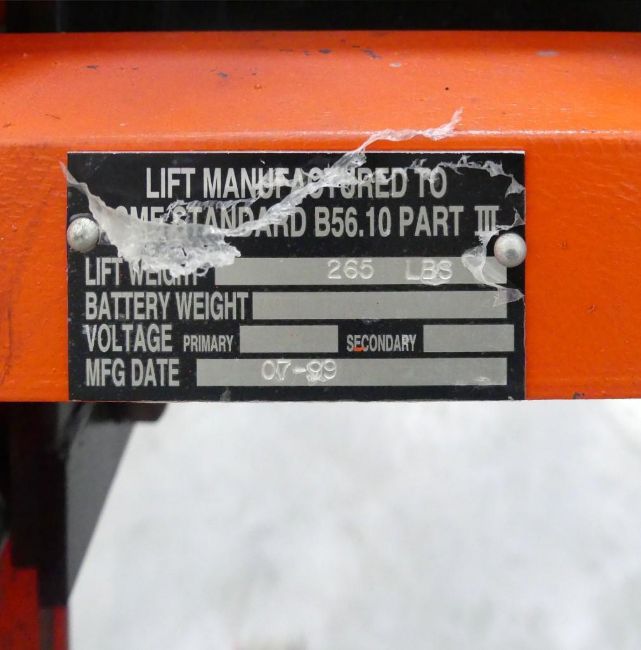 LIFT MANUFACTURED TO
STANDARD B56.10 PART III
LIFT WEIGHT 265 LBS
BATTERY WEIGHT
VOLTAGE PRIMARY SECONDARY
MFG DATE 07-99